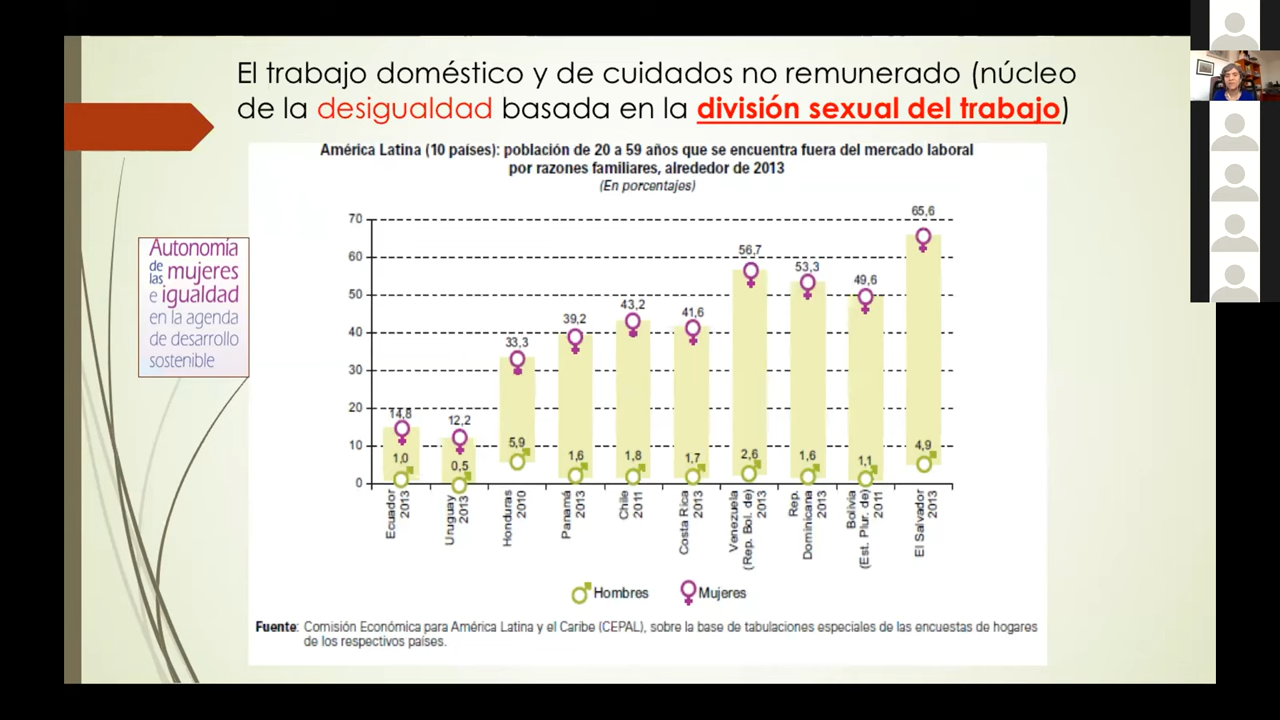 El trabajo doméstico y de cuidados no remunerado (núcleo
de la desigualdad basada en la división sexual del trabajo)
América Latina (10 países): población de 20 a 59 años que se encuentra fuera del mercado laboral
por razones familiares, alrededor de 2013
(En porcentajes)
Autonomía
de las mujeres
e igualdad
en la agenda
de desarrollo
sostenible
70
60
50
40
30
20
10
0
14,8
12,2
33,3
39,2
43,2
41,6
56,7
53,3
49,6
65,6
1,0
0,5
5,9
1,6
1,8
1,7
2,6
1,6
1,1
4,9
Ecuador
2013
Uruguay
2013
Honduras
2010
Panamá
2013
Chile
2011
Costa Rica
2013
Venezuela
(Rep. Bol. de)
2013
Rep.
Dominicana
2013
Bolivia
(Est. Plur. de)
2011
El Salvador
2013
Hombres
Mujeres
Fuente: Comisión Económica para América Latina y el Caribe (CEPAL), sobre la base de tabulaciones especiales de las encuestas de hogares
de los respectivos países.